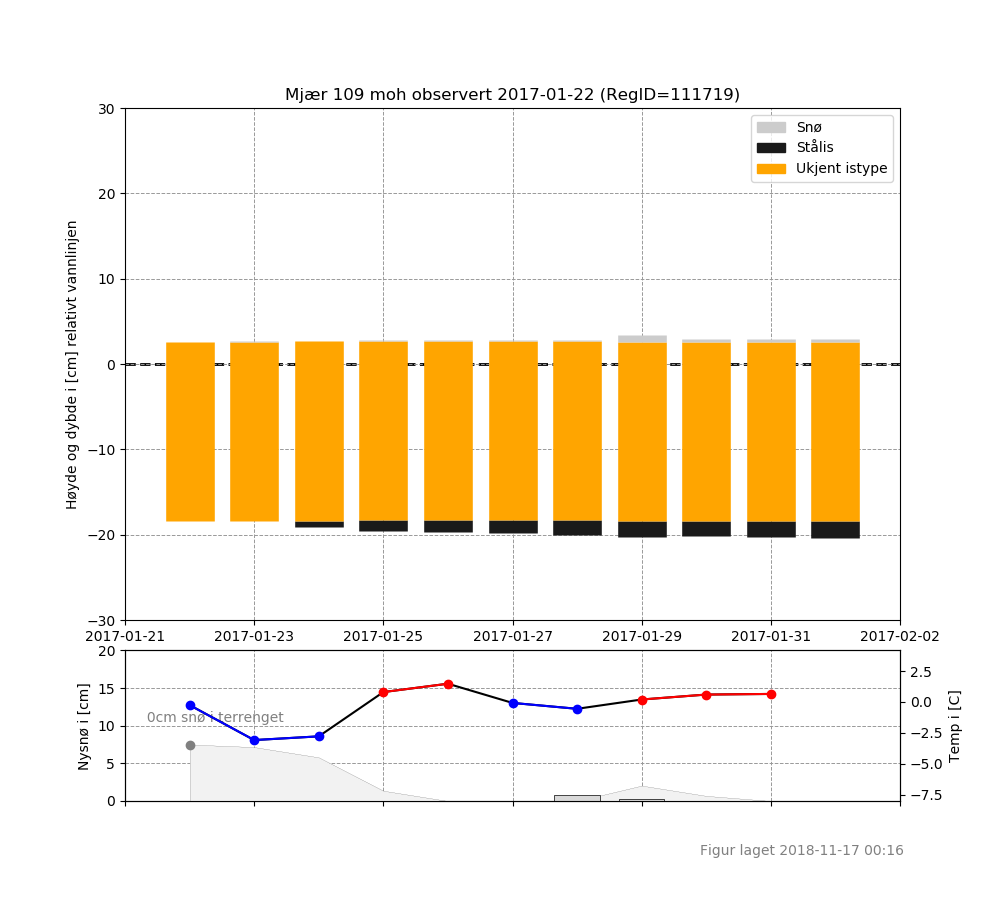 Mjær 109 moh observert 2017-01-22 (RegID=111719)
Snø
Stålis
Ukjent istype
Høyde og dybde i [cm] relativt vannlinjen
30
20
10
0
−10
−20
−30
2017-01-21 2017-01-23 2017-01-25 2017-01-27 2017-01-29 2017-01-31 2017-02-02
Nysnø i [cm]
20
15
10
5
0
0cm snø i terrenget
2.5
0.0
−2.5
−5.0
−7.5
Temp i [C]
Figur laget 2018-11-17 00:16